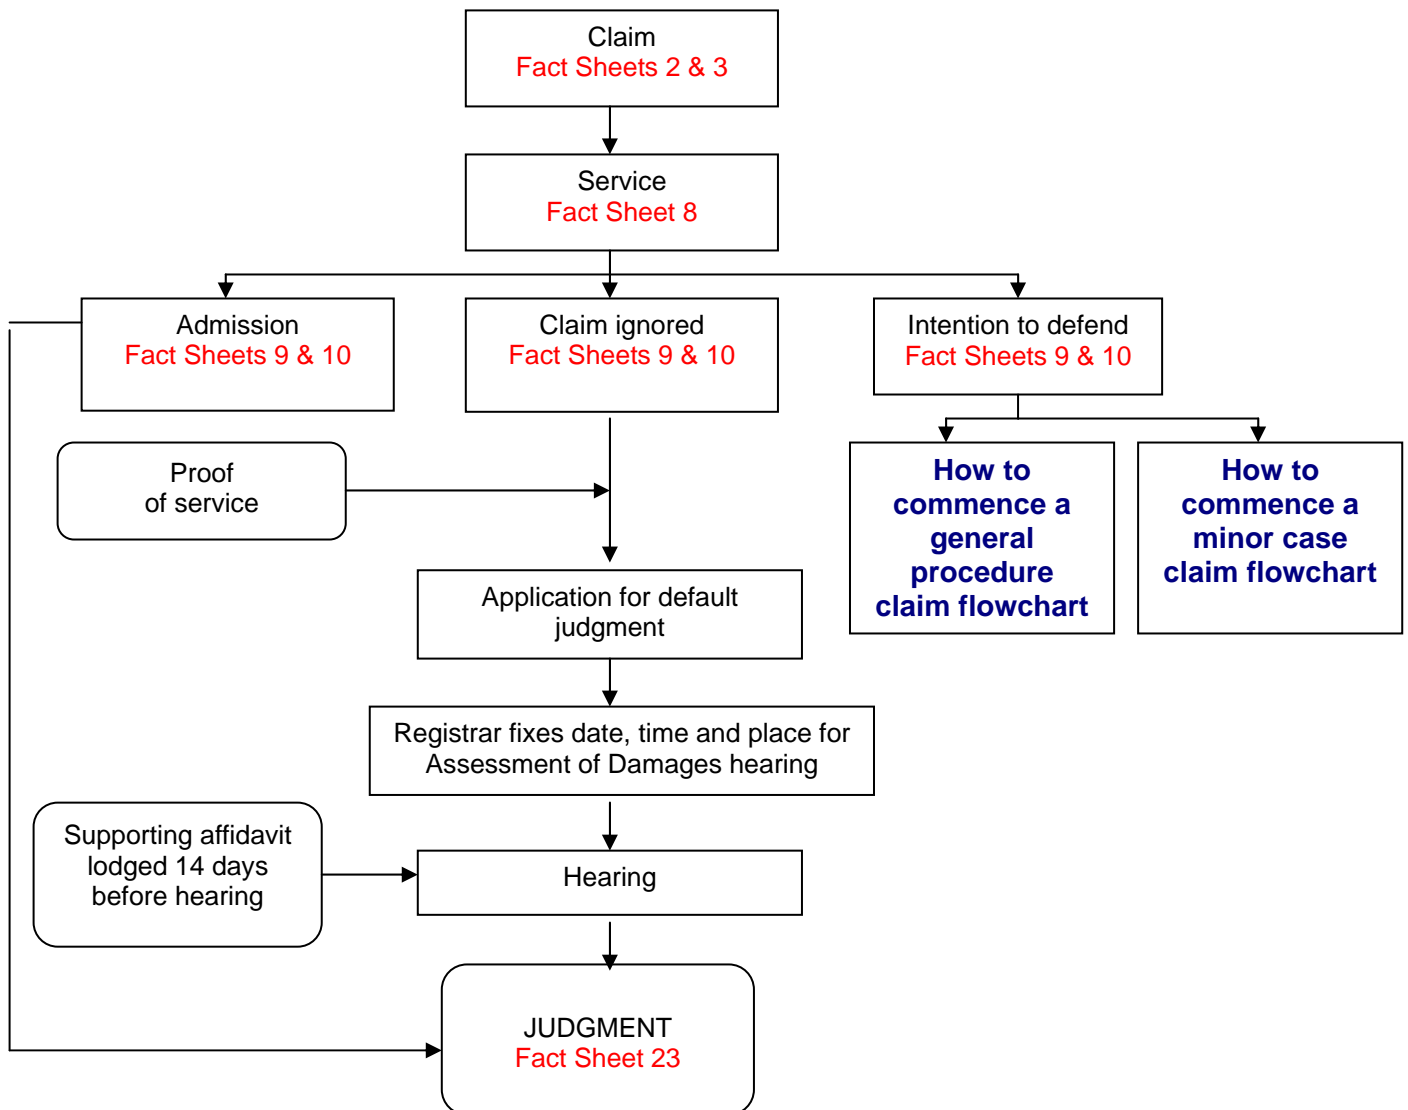 Claim
Fact Sheets 2 & 3
Service
Fact Sheet 8
Admission
Fact Sheets 9 & 10
Claim ignored
Fact Sheets 9 & 10
Intention to defend
Fact Sheets 9 & 10
Proof
of service
How to
commence a
general
procedure
claim flowchart
How to
commence a
minor case
claim flowchart
Application for default
judgment
Registrar fixes date, time and place for
Assessment of Damages hearing
Supporting affidavit
lodged 14 days
before hearing
Hearing
JUDGMENT
Fact Sheet 23